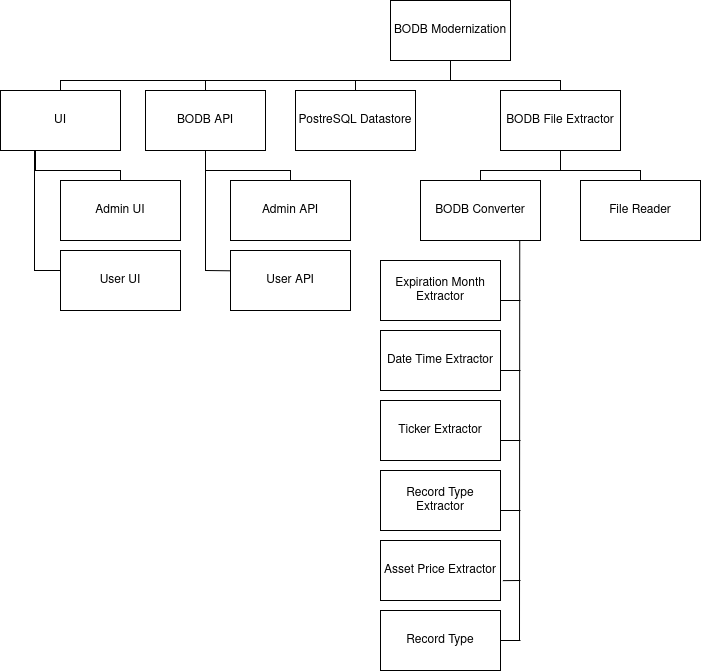 BODB Modernization
UI
BODB API
PostreSQL Datastore
BODB File Extractor
Admin UI
Admin API
BODB Converter
File Reader
User UI
User API
Expiration Month
Extractor
Date Time Extractor
Ticker Extractor
Record Type
Extractor
Asset Price Extractor
Record Type